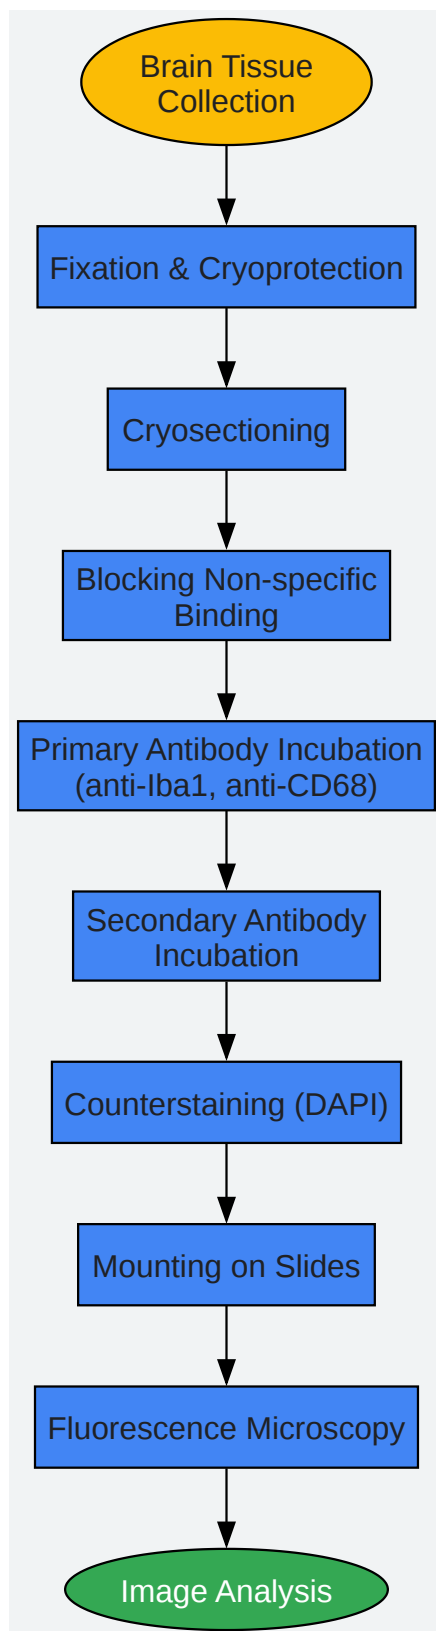 Brain Tissue
Collection
Fixation & Cryoprotection
Cryosectioning
Blocking Non-specific
Binding
Primary Antibody Incubation
(anti-Iba1, anti-CD68)
Secondary Antibody
Incubation
Counterstaining (DAPI)
Mounting on Slides
Fluorescence Microscopy
Image Analysis